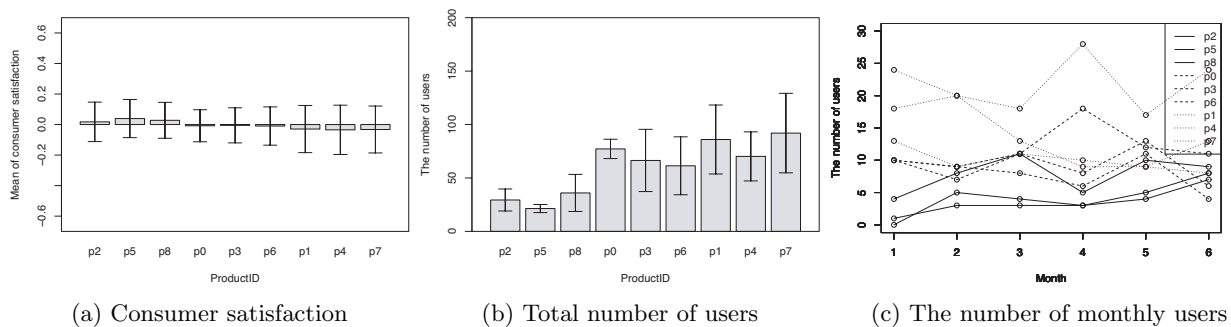 Mean of consumer satisfaction
0.6
0.4
0.2
0.0
−0.2
−0.6
p2 p5 p8 p0 p3 p6 p1 p4 p7
ProductID
(a) Consumer satisfaction
The number of users
200
150
100
50
0
p2 p5 p8 p0 p3 p6 p1 p4 p7
ProductID
(b) Total number of users
The number of users
30
25
20
15
10
5
0
1 2 3 4 5 6
Month
p2
p5
p8
p0
p3
p6
p1
p4
p7
(c) The number of monthly users